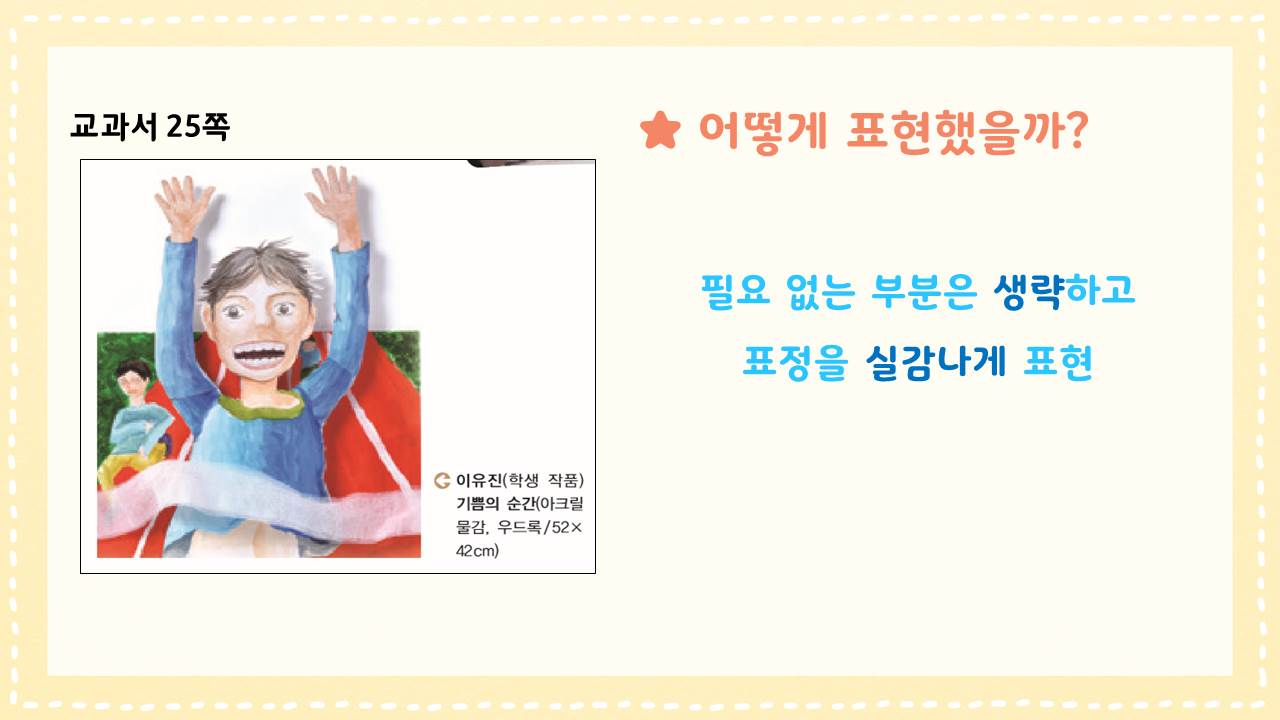 교과서 25쪽
어떻게 표현했을까?
필요 없는 부분은 생략하고
표정을 실감나게 표현
이유진(학생 작품)
기쁨의 순간(아크릴
물감, 우드록/52×
42cm)